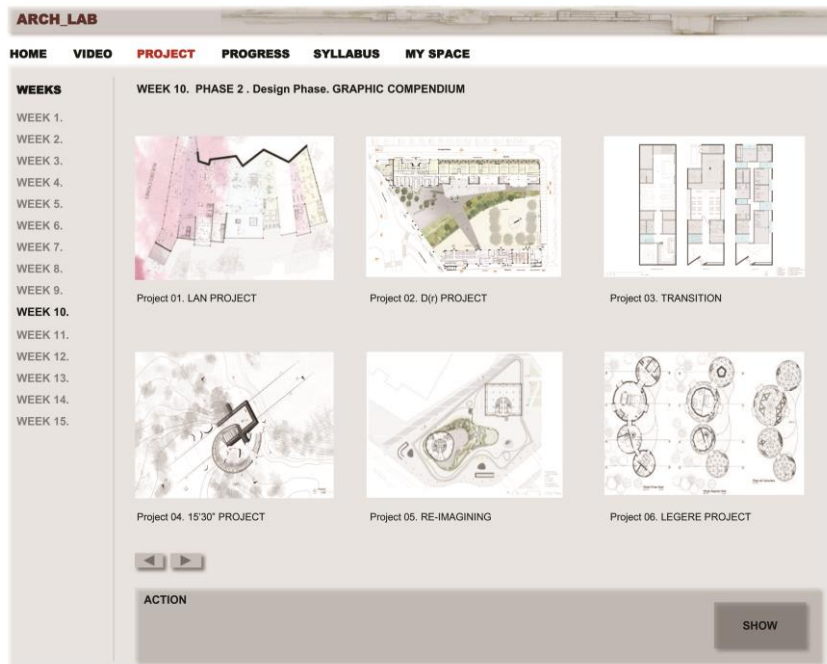 ARCH_LAB
HOME VIDEO PROJECT PROGRESS SYLLABUS MY SPACE
WEEKS
WEEK 1.
WEEK 2.
WEEK 3.
WEEK 4.
WEEK 5.
WEEK 6.
WEEK 7.
WEEK 8.
WEEK 9.
WEEK 10.
WEEK 11.
WEEK 12.
WEEK 13.
WEEK 14.
WEEK 15.
WEEK 10. PHASE 2 . Design Phase. GRAPHIC COMPENDIUM
Project 01. LAN PROJECT
Project 02. D(r) PROJECT
Project 03. TRANSITION
Project 04. 15'30" PROJECT
Project 05. RE-IMAGINING
Project 06. LEGERE PROJECT
ACTION
SHOW